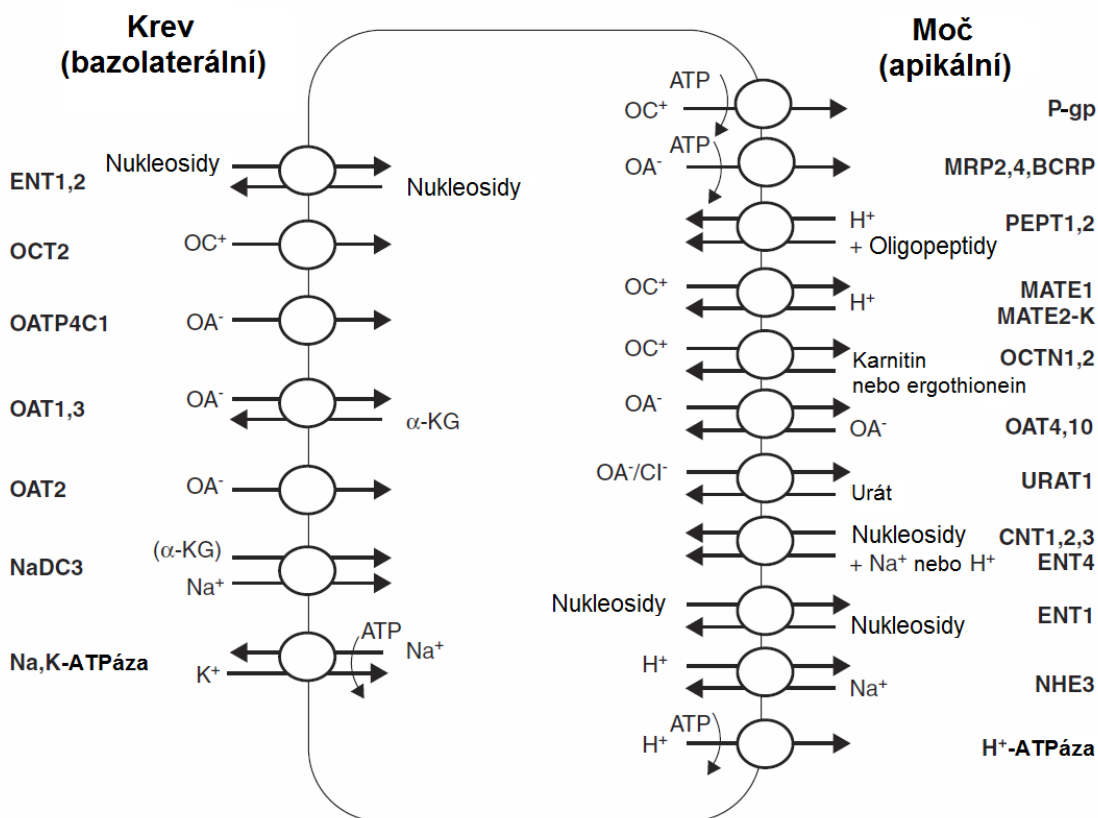 Krev
(bazolaterální)
ENT1,2
Nukleosidy
Nukleosidy
OCT2
OC⁺
OATP4C1
OA⁻
OAT1,3
OA⁻
α-KG
OAT2
OA⁻
NaDC3
(α-KG)
Na⁺
Na,K-ATPáza
ATP
Na⁺
K⁺
Moč
(apikální)
ATP
OC⁺
P-gp
ATP
OA⁻
MRP2,4,BCRP
H⁺
+ Oligopeptidy
PEPT1,2
OC⁺
H⁺
MATE1
MATE2-K
OC⁺
Karnitin
nebo ergothionein
OCTN1,2
OA⁻
OA⁻
OAT4,10
OA⁻/Cl⁻
Urát
URAT1
Nukleosidy
+ Na⁺ nebo H⁺
CNT1,2,3
ENT4
Nukleosidy
Nukleosidy
ENT1
H⁺
Na⁺
NHE3
ATP
H⁺
H⁺-ATPáza